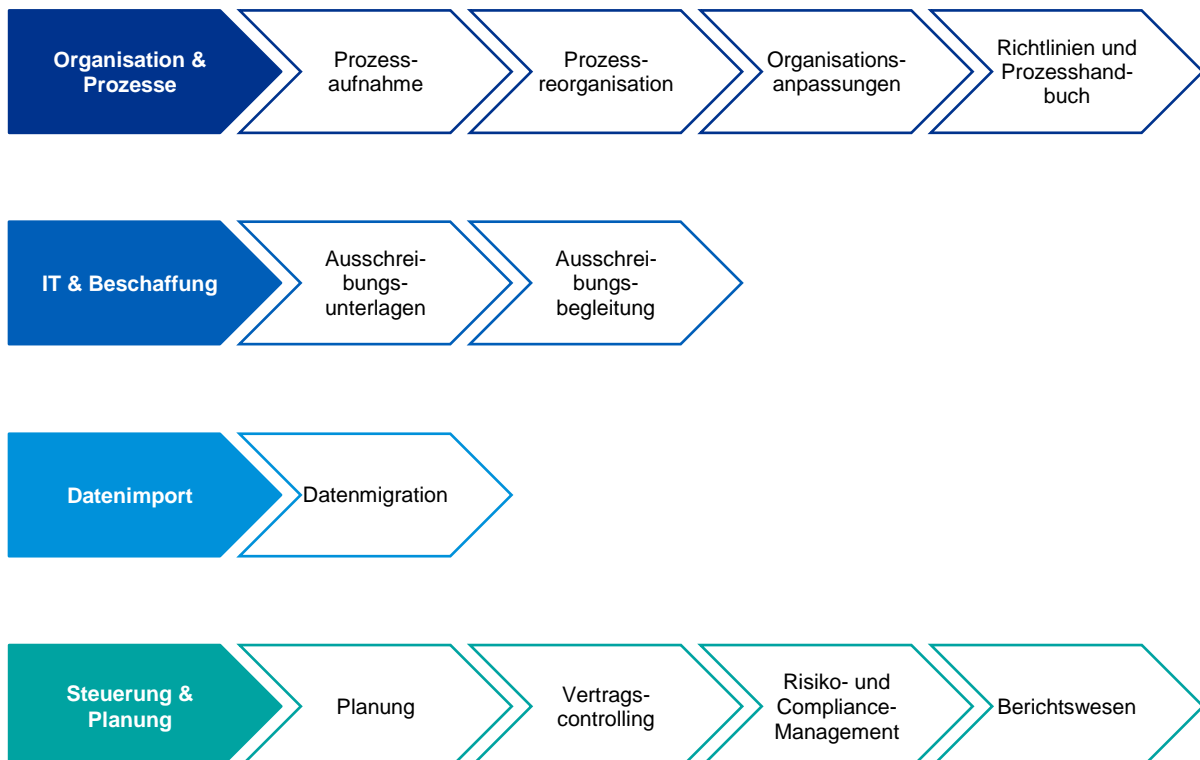 Organisation &
Prozesse
Prozess-
aufnahme
Prozess-
reorganisation
Organisations-
anpassungen
Richtlinien und
Prozesshand-
buch
IT & Beschaffung
Ausschrei-
bungs-
unterlagen
Ausschrei-
bungs-
begleitung
Datenimport
Datenmigration
Steuerung &
Planung
Planung
Vertrags-
controlling
Risiko- und
Compliance-
Management
Berichtswesen